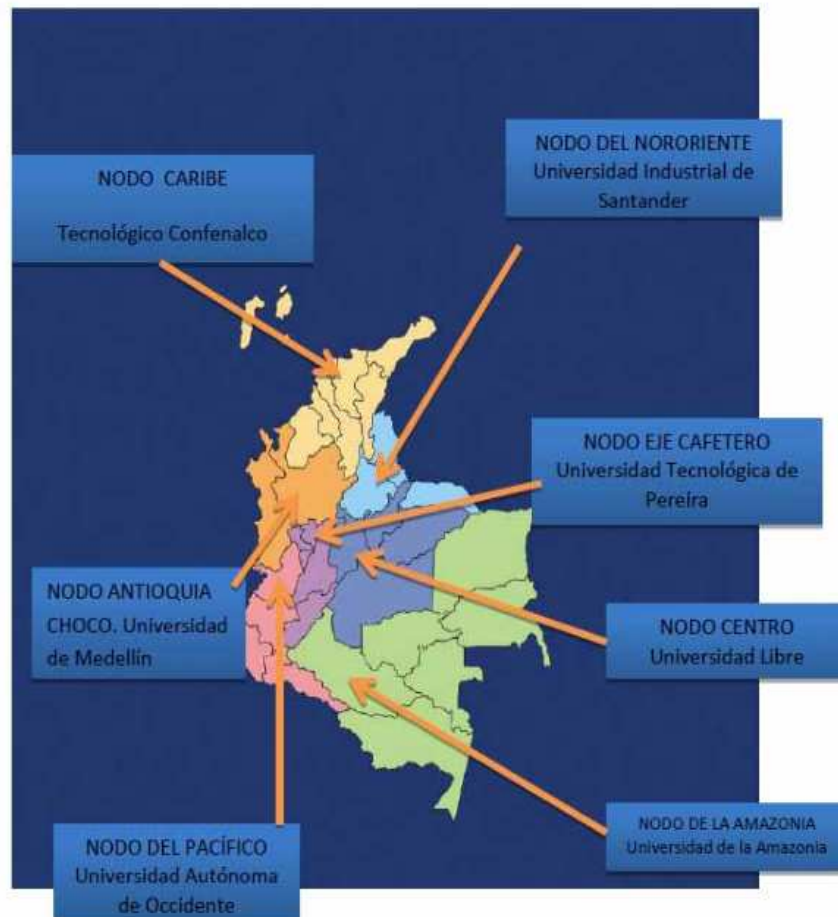 NODO DEL NORORIENTE
Universidad Industrial de
Santander
NODO CARIBE
Tecnológico Confenalco
NODO EJE CAFETERO
Universidad Tecnológica de
Pereira
NODO ANTIOQUIA
CHOCO. Universidad
de Medellín
NODO CENTRO
Universidad Libre
NODO DE LA AMAZONIA
Universidad de la Amazonia
NODO DEL PACÍFICO
Universidad Autónoma
de Occidente